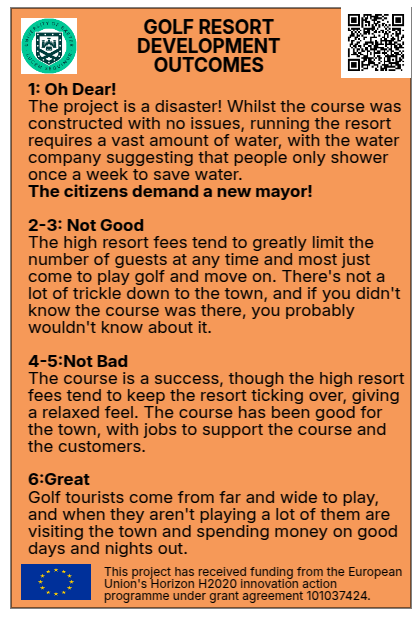 GOLF RESORT
DEVELOPMENT
OUTCOMES
1: Oh Dear!
The project is a disaster! Whilst the course was
constructed with no issues, running the resort
requires a vast amount of water, with the water
company suggesting that people only shower
once a week to save water.
The citizens demand a new mayor!
2-3: Not Good
The high resort fees tend to greatly limit the
number of guests at any time and most just
come to play golf and move on. There's not a
lot of trickle down to the town, and if you didn't
know the course was there, you probably
wouldn't know about it.
4-5:Not Bad
The course is a success, though the high resort
fees tend to keep the resort ticking over, giving
a relaxed feel. The course has been good for
the town, with jobs to support the course and
the customers.
6:Great
Golf tourists come from far and wide to play,
and when they aren't playing a lot of them are
visiting the town and spending money on good
days and nights out.
This project has received funding from the European
Union's Horizon H2020 innovation action
programme under grant agreement 101037424.